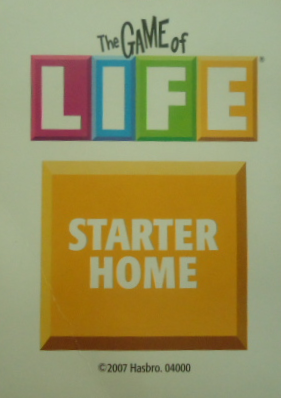 The GAME of
LIFE®
STARTER
HOME
©2007 Hasbro. 04000